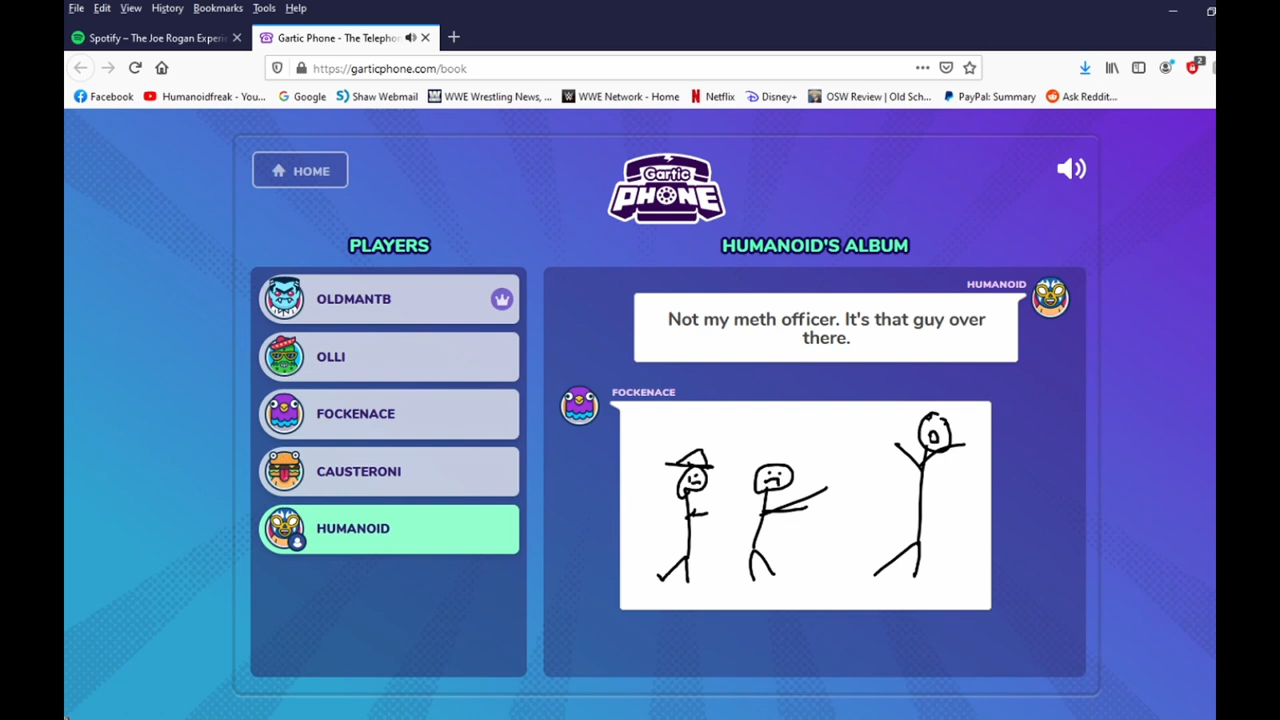 File Edit View History Bookmarks Tools Help
Spotify – The Joe Rogan Experi
Gartic Phone - The Telepho
https://garticphone.com/book
2
Facebook Humanoidfreak - You... Google Shaw Webmail WWE Wrestling News, ... WWE Network - Home Netflix Disney+ OSW Review | Old Sch... PayPal: Summary Ask Reddit...
HOME
Gartic
PHONE
PLAYERS
HUMANOID'S ALBUM
OLDMANTB
OLLI
FOCKENACE
CAUSTERONI
HUMANOID
HUMANOID
Not my meth officer. It's that guy over
there.
FOCKENACE